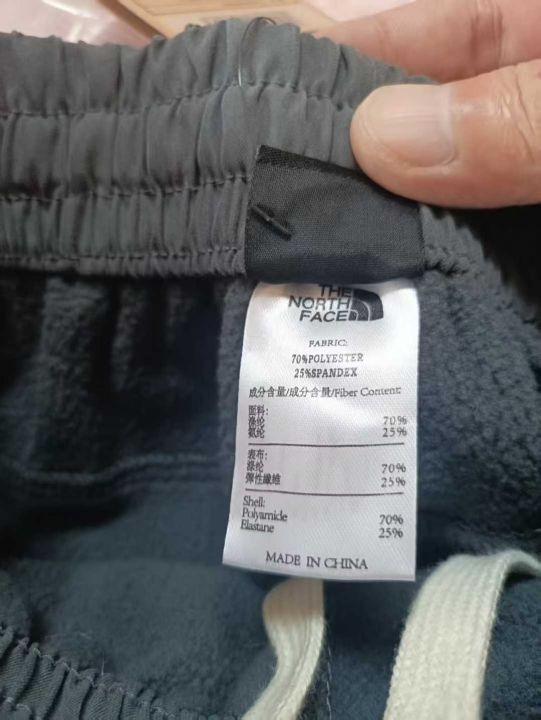 THE
NORTH
FACE
FABRIC:
70%POLYESTER
25%SPANDEX
成分含量/成分含量/Fiber Content:
面料:
涤纶 70%
氨纶 25%
表布:
滌纶 70%
彈性纖維 25%
Shell:
Polyamide 70%
Elastane 25%
MADE IN CHINA